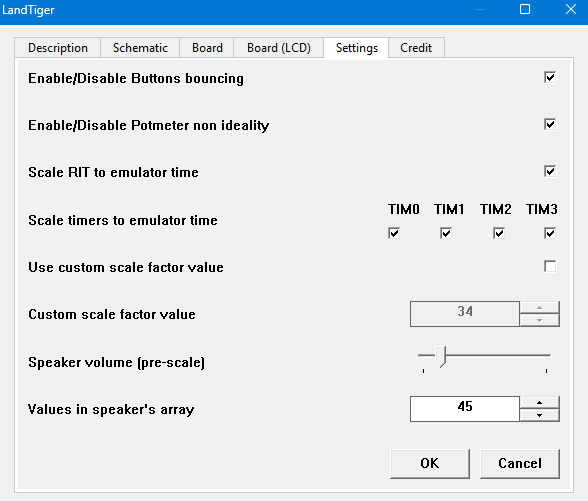 LandTiger
Description Schematic Board Board (LCD) Settings Credit
Enable/Disable Buttons bouncing
Enable/Disable Potmeter non ideality
Scale RIT to emulator time
TIM0 TIM1 TIM2 TIM3
Scale timers to emulator time
Use custom scale factor value
Custom scale factor value 34
Speaker volume (pre-scale)
Values in speaker's array 45
OK Cancel